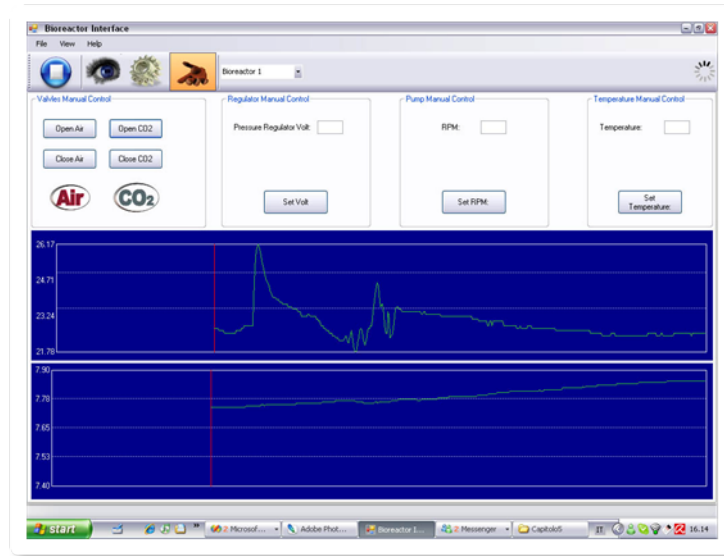 Bioreactor Interface
File View Help
Bioreactor 1
Valvles Manual Control
Regulator Manual Control
Pump Manual Control
Temperature Manual Control
Open Air Open CO2
Pressure Regulator Volt:
RPM:
Temperature:
Close Air Close CO2
Air CO2
Set Volt
Set RPM:
Set
Temperature:
26.17
24.71
23.24
21.78
7.90
7.78
7.65
7.53
7.40
start
2 Microsof...
Adobe Phot...
Bioreactor 1...
2 Messenger
Capitolo5
IT
16.14